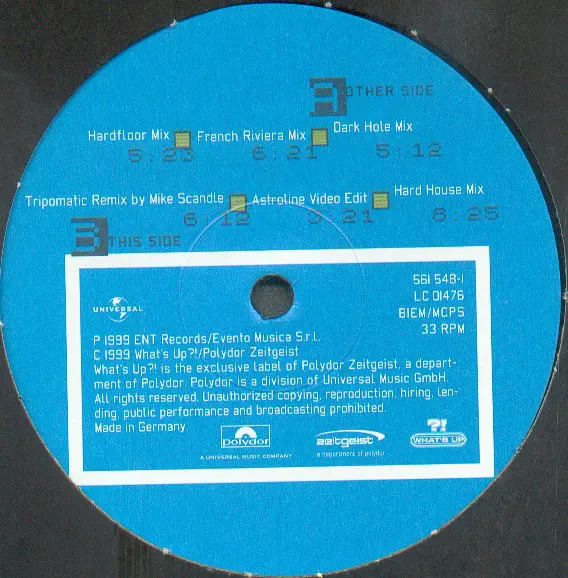 OTHER SIDE
Hardfloor Mix French Riviera Mix Dark Hole Mix
5:23 6:21 5:12
Tripomatic Remix by Mike Scandle Astroline Video Edit Hard House Mix
6:12 3:21 6:25
THIS SIDE
561 548-1
LC 01476
BIEM/MCPS
33 RPM
UNIVERSAL
P 1999 ENT Records/Evento Musica S.r.l.
C 1999 What's Up?!/Polydor Zeitgeist
What's Up?! is the exclusive label of Polydor Zeitgeist, a depart-
ment of Polydor. Polydor is a division of Universal Music GmbH.
All rights reserved. Unauthorized copying, reproduction, hiring, len-
ding, public performance and broadcasting prohibited.
Made in Germany.
polydor
A UNIVERSAL MUSIC COMPANY
zeitgeist
a department of polydor
?!
WHAT'S UP